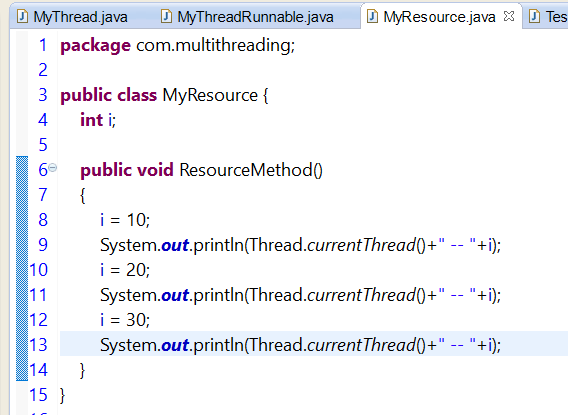 MyThread.java MyThreadRunnable.java MyResource.java Tes
1 package com.multithreading;
2
3 public class MyResource {
4 int i;
5
6 public void ResourceMethod()
7 {
8 i = 10;
9 System.out.println(Thread.currentThread()+" -- "+i);
10 i = 20;
11 System.out.println(Thread.currentThread()+" -- "+i);
12 i = 30;
13 System.out.println(Thread.currentThread()+" -- "+i);
14 }
15 }